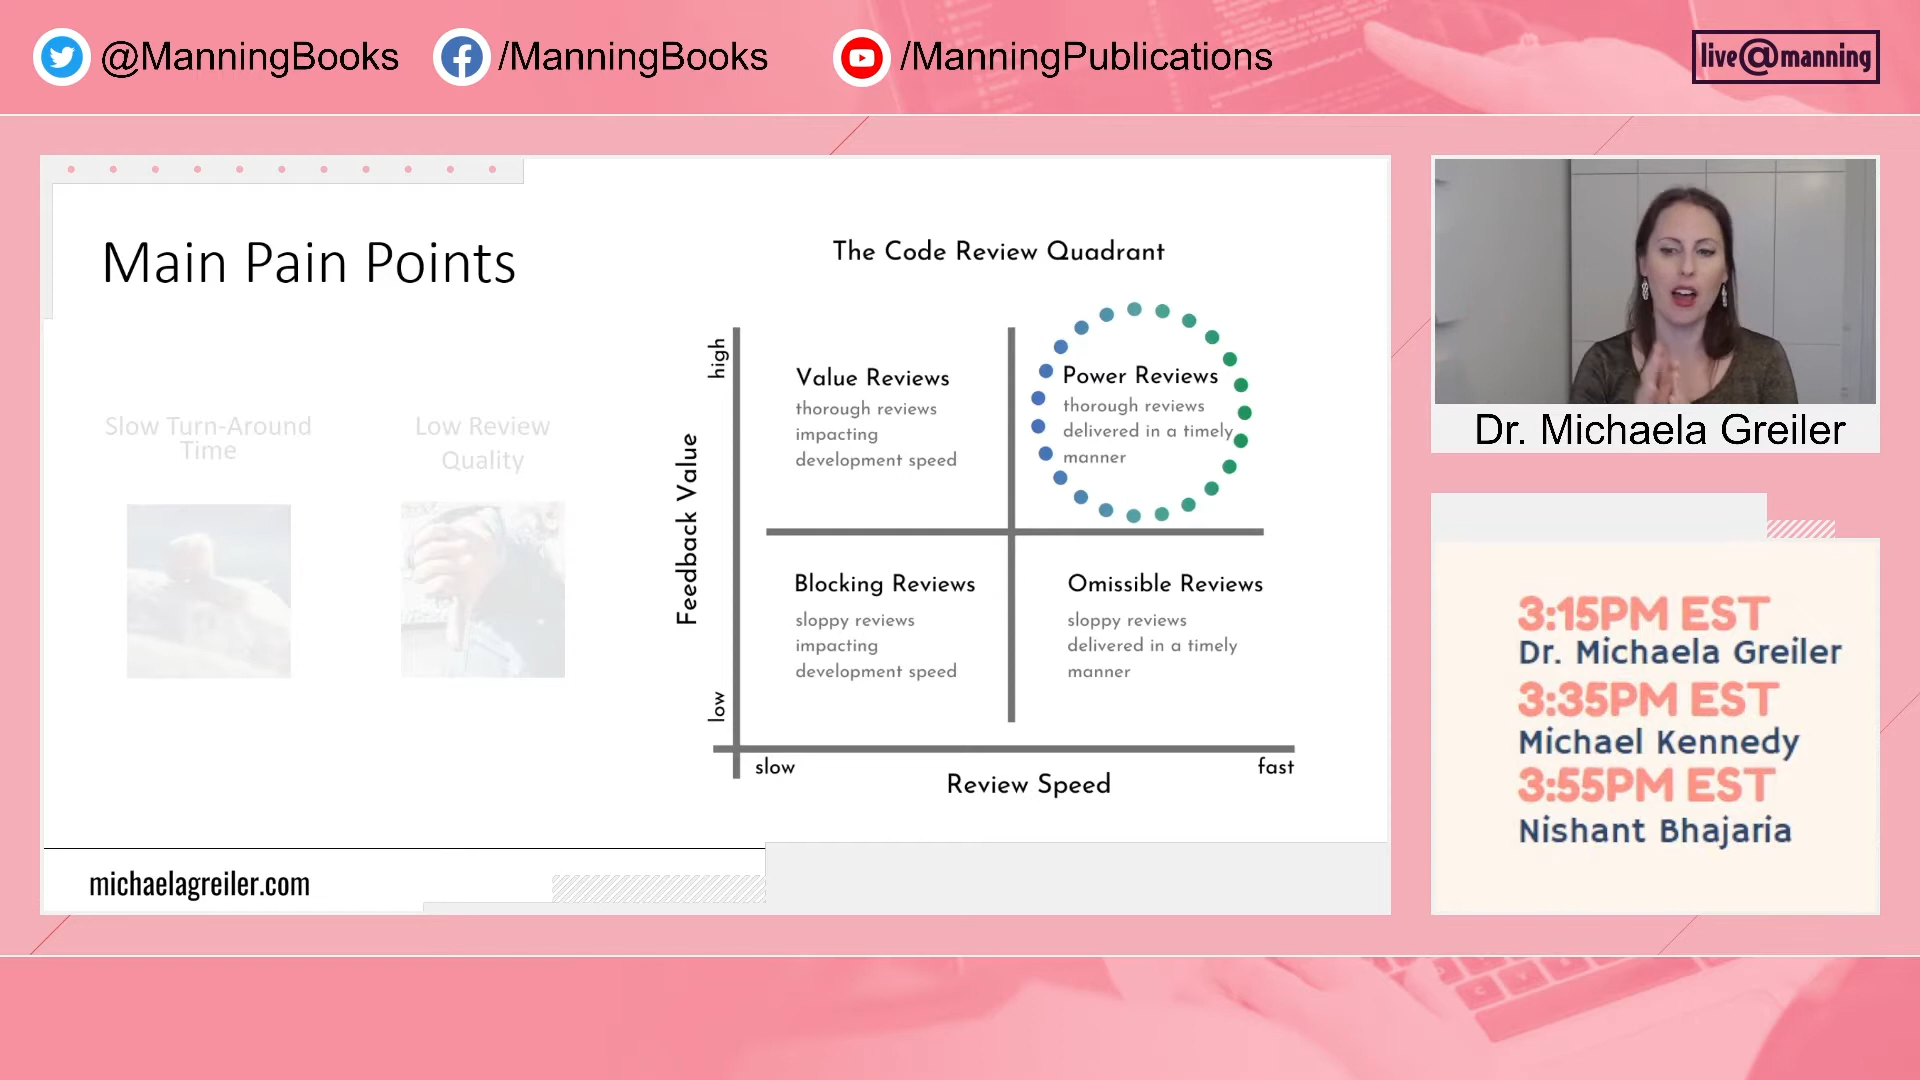 @ManningBooks
/ManningBooks
/ManningPublications
live@manning
Main Pain Points
Slow Turn-Around
Time
Low Review
Quality
The Code Review Quadrant
high
Feedback Value
low
Value Reviews
thorough reviews
impacting
development speed
Power Reviews
thorough reviews
delivered in a timely
manner
Blocking Reviews
sloppy reviews
impacting
development speed
Omissible Reviews
sloppy reviews
delivered in a timely
manner
slow
fast
Review Speed
michaelagreiler.com
Dr. Michaela Greiler
3:15PM EST
Dr. Michaela Greiler
3:35PM EST
Michael Kennedy
3:55PM EST
Nishant Bhajaria